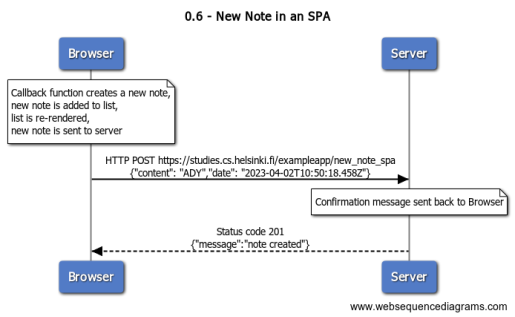 0.6 - New Note in an SPA
Browser
Server
Callback function creates a new note,
new note is added to list,
list is re-rendered,
new note is sent to server
HTTP POST https://studies.cs.helsinki.fi/exampleapp/new_note_spa
{"content": "ADY","date": "2023-04-02T10:50:18.458Z"}
Confirmation message sent back to Browser
Status code 201
{"message":"note created"}
Browser
Server
www.websequencediagrams.com